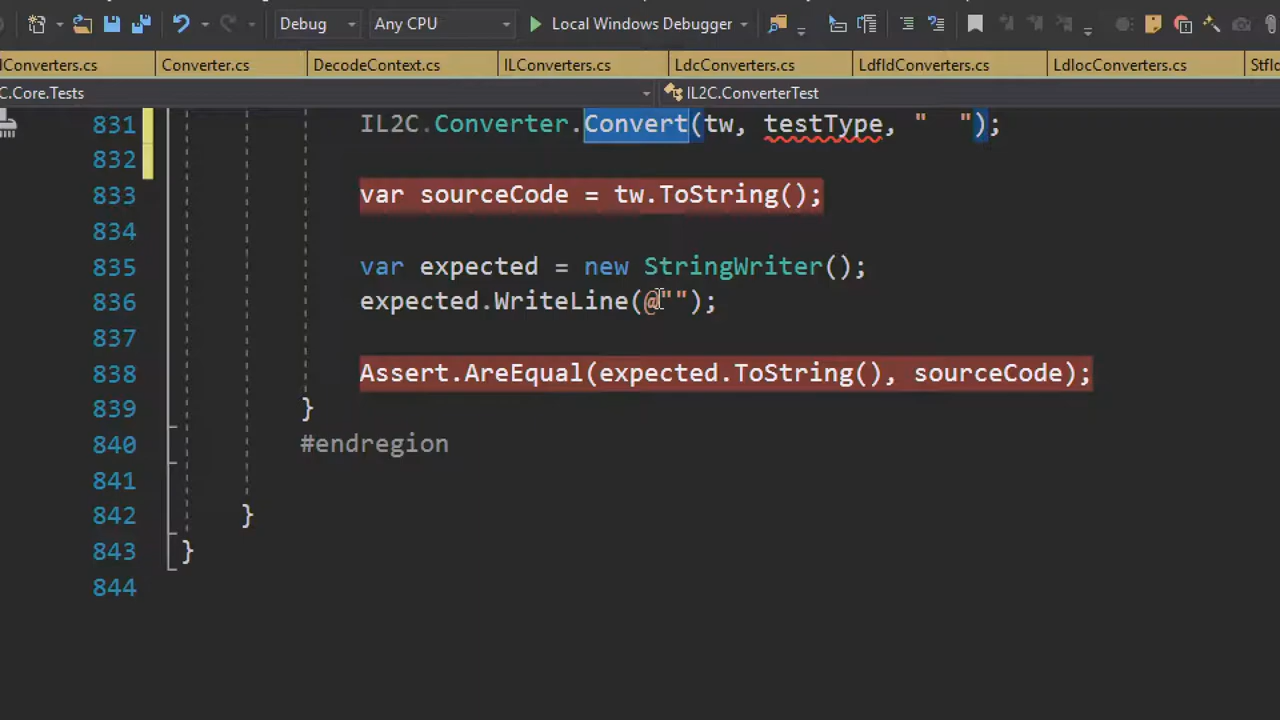 Debug Any CPU Local Windows Debugger
Converters.cs Converter.cs DecodeContext.cs ILConverters.cs LdcConverters.cs LdfldConverters.cs LdlocConverters.cs Stfld
C.Core.Tests IL2C.ConverterTest
831 IL2C.Converter.Convert(tw, testType, "  ");
832
833 var sourceCode = tw.ToString();
834
835 var expected = new StringWriter();
836 expected.WriteLine(@"");
837
838 Assert.AreEqual(expected.ToString(), sourceCode);
839 }
840 #endregion
841
842 }
843 }
844